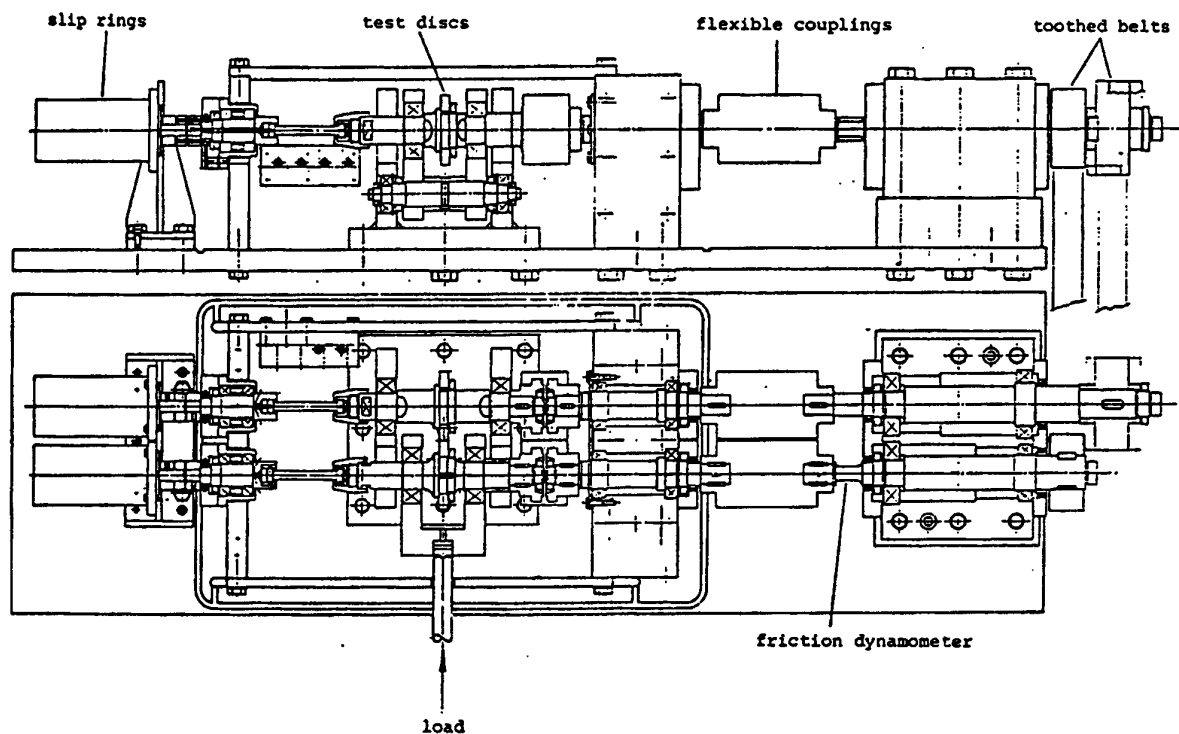 slip rings
test discs
flexible couplings
toothed belts
friction dynamometer
load